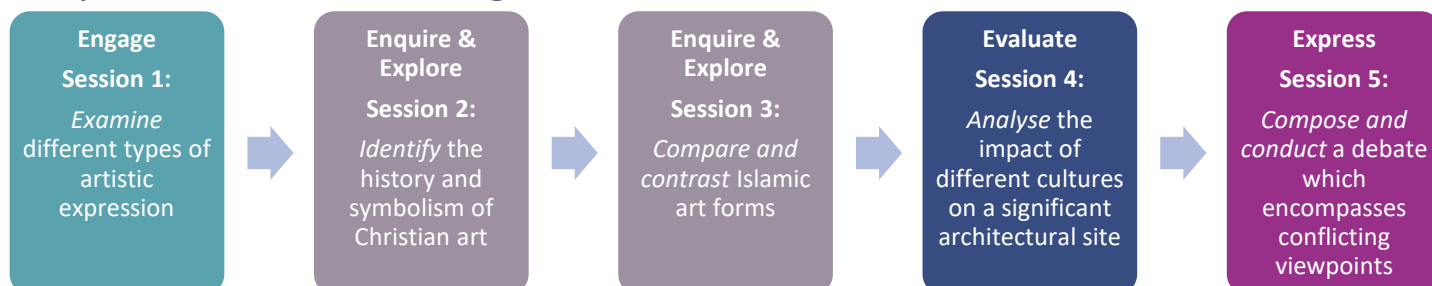 Engage
Session 1:
Examine
different types of
artistic
expression
Enquire &
Explore
Session 2:
Identify the
history and
symbolism of
Christian art
Enquire &
Explore
Session 3:
Compare and
contrast Islamic
art forms
Evaluate
Session 4:
Analyse the
impact of
different cultures
on a significant
architectural site
Express
Session 5:
Compose and
conduct a debate
which
encompasses
conflicting
viewpoints